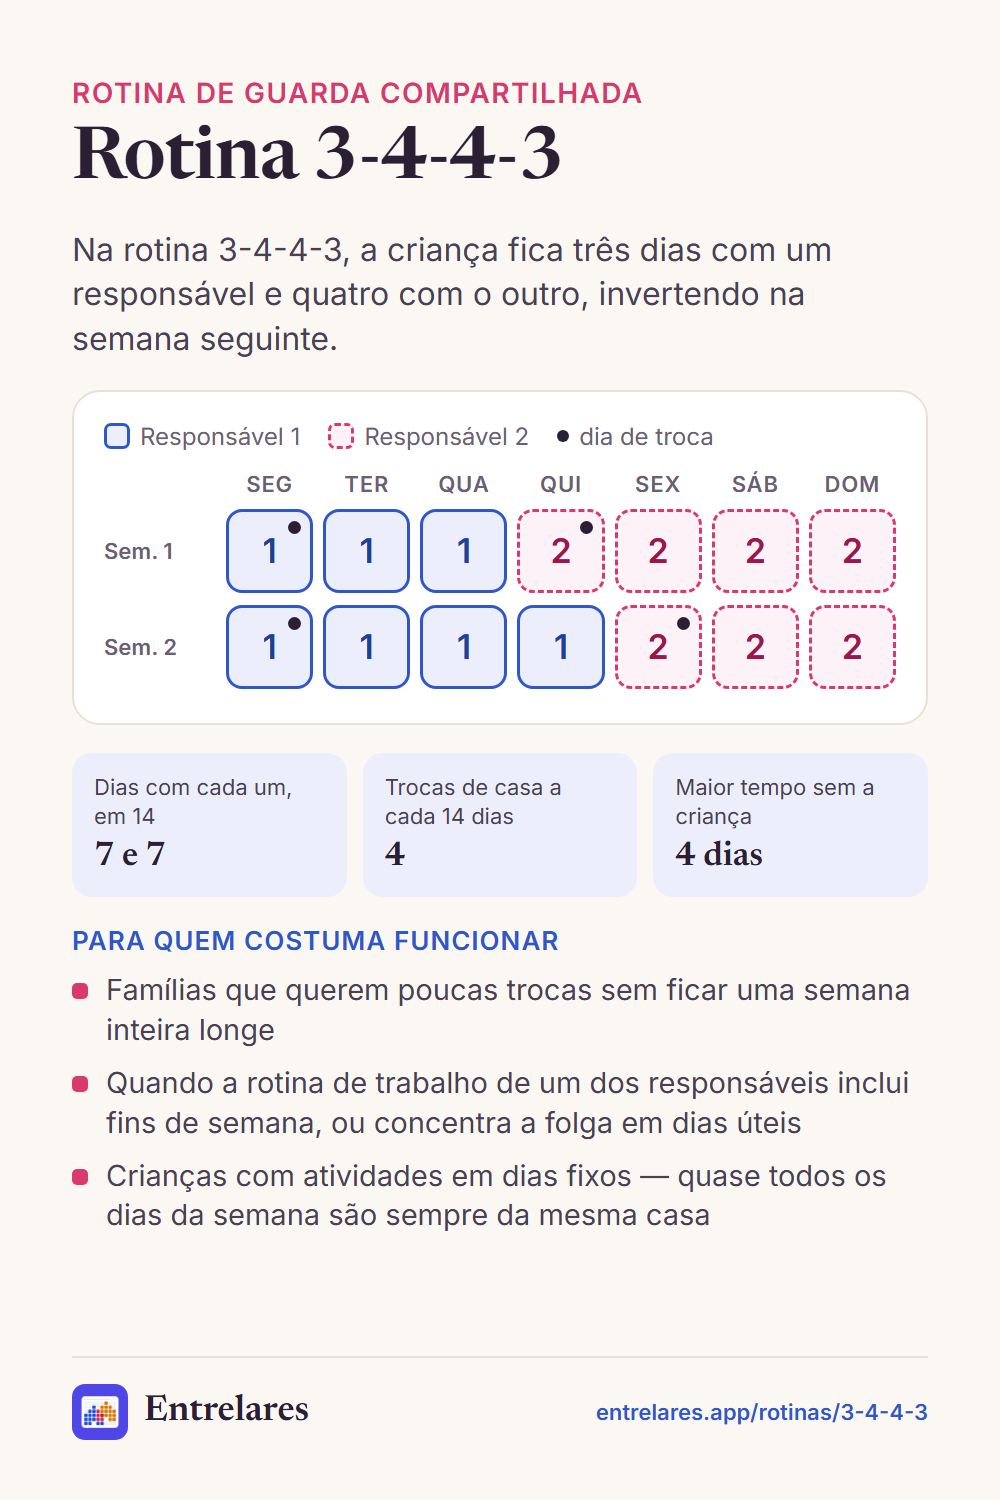 ROTINA DE GUARDA COMPARTILHADA
Rotina 3-4-4-3
Na rotina 3-4-4-3, a criança fica três dias com um
responsável e quatro com o outro, invertendo na
semana seguinte.
Responsável 1 Responsável 2 dia de troca
SEG TER QUA QUI SEX SÁB DOM
Sem. 1 1 1 1 2 2 2 2
Sem. 2 1 1 1 1 2 2 2
Dias com cada um,
em 14
7 e 7
Trocas de casa a
cada 14 dias
4
Maior tempo sem a
criança
4 dias
PARA QUEM COSTUMA FUNCIONAR
Famílias que querem poucas trocas sem ficar uma semana
inteira longe
Quando a rotina de trabalho de um dos responsáveis inclui
fins de semana, ou concentra a folga em dias úteis
Crianças com atividades em dias fixos — quase todos os
dias da semana são sempre da mesma casa
Entrelares
entrelares.app/rotinas/3-4-4-3